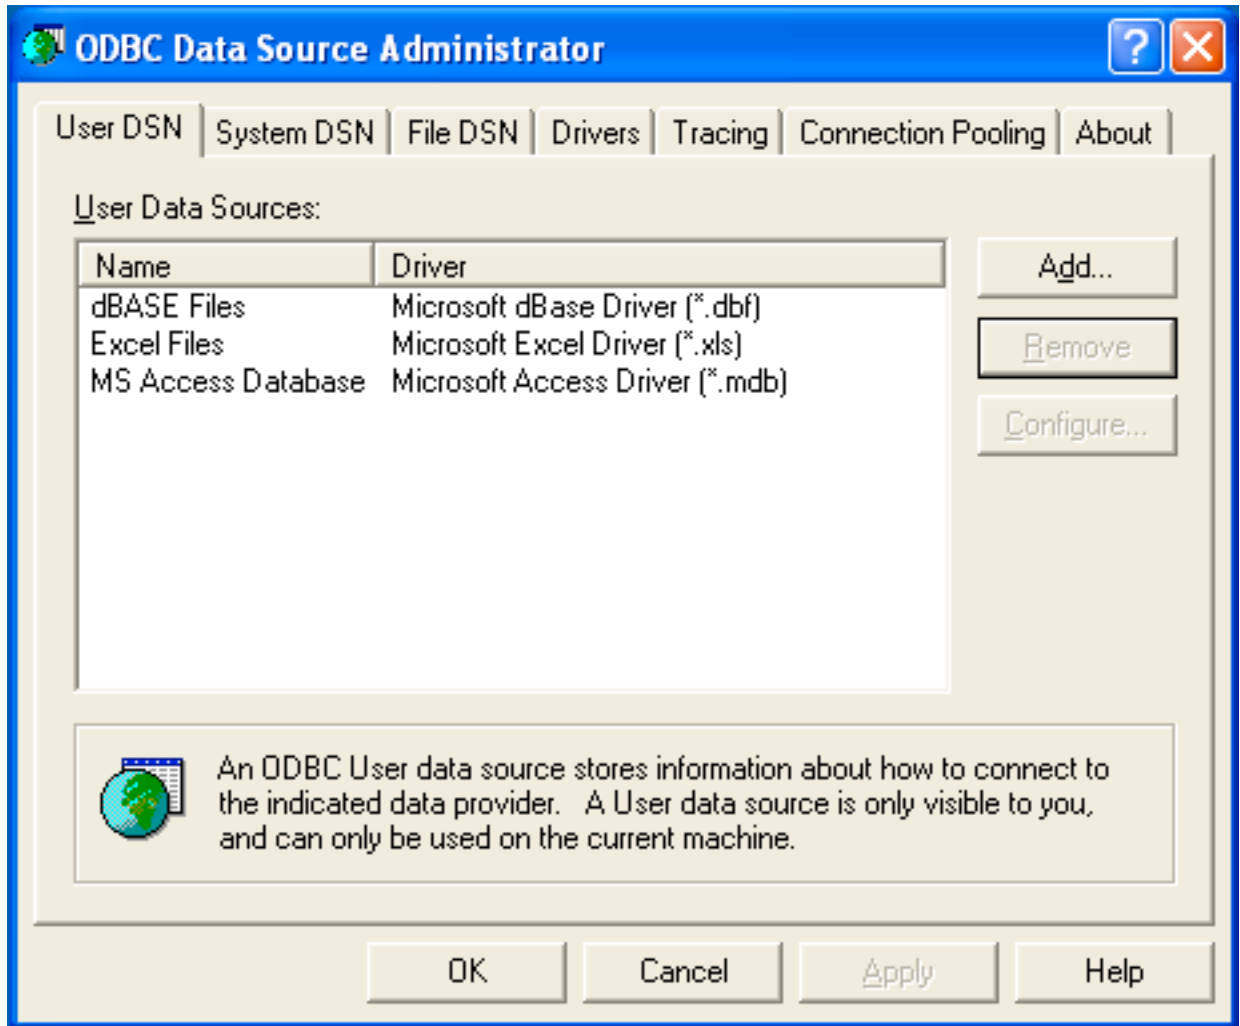 ODBC Data Source Administrator
?
User DSN System DSN File DSN Drivers Tracing Connection Pooling About
User Data Sources:
Name Driver
dBASE Files Microsoft dBase Driver (*.dbf)
Excel Files Microsoft Excel Driver (*.xls)
MS Access Database Microsoft Access Driver (*.mdb)
Add...
Remove
Configure...
An ODBC User data source stores information about how to connect to
the indicated data provider. A User data source is only visible to you,
and can only be used on the current machine.
OK Cancel Apply Help